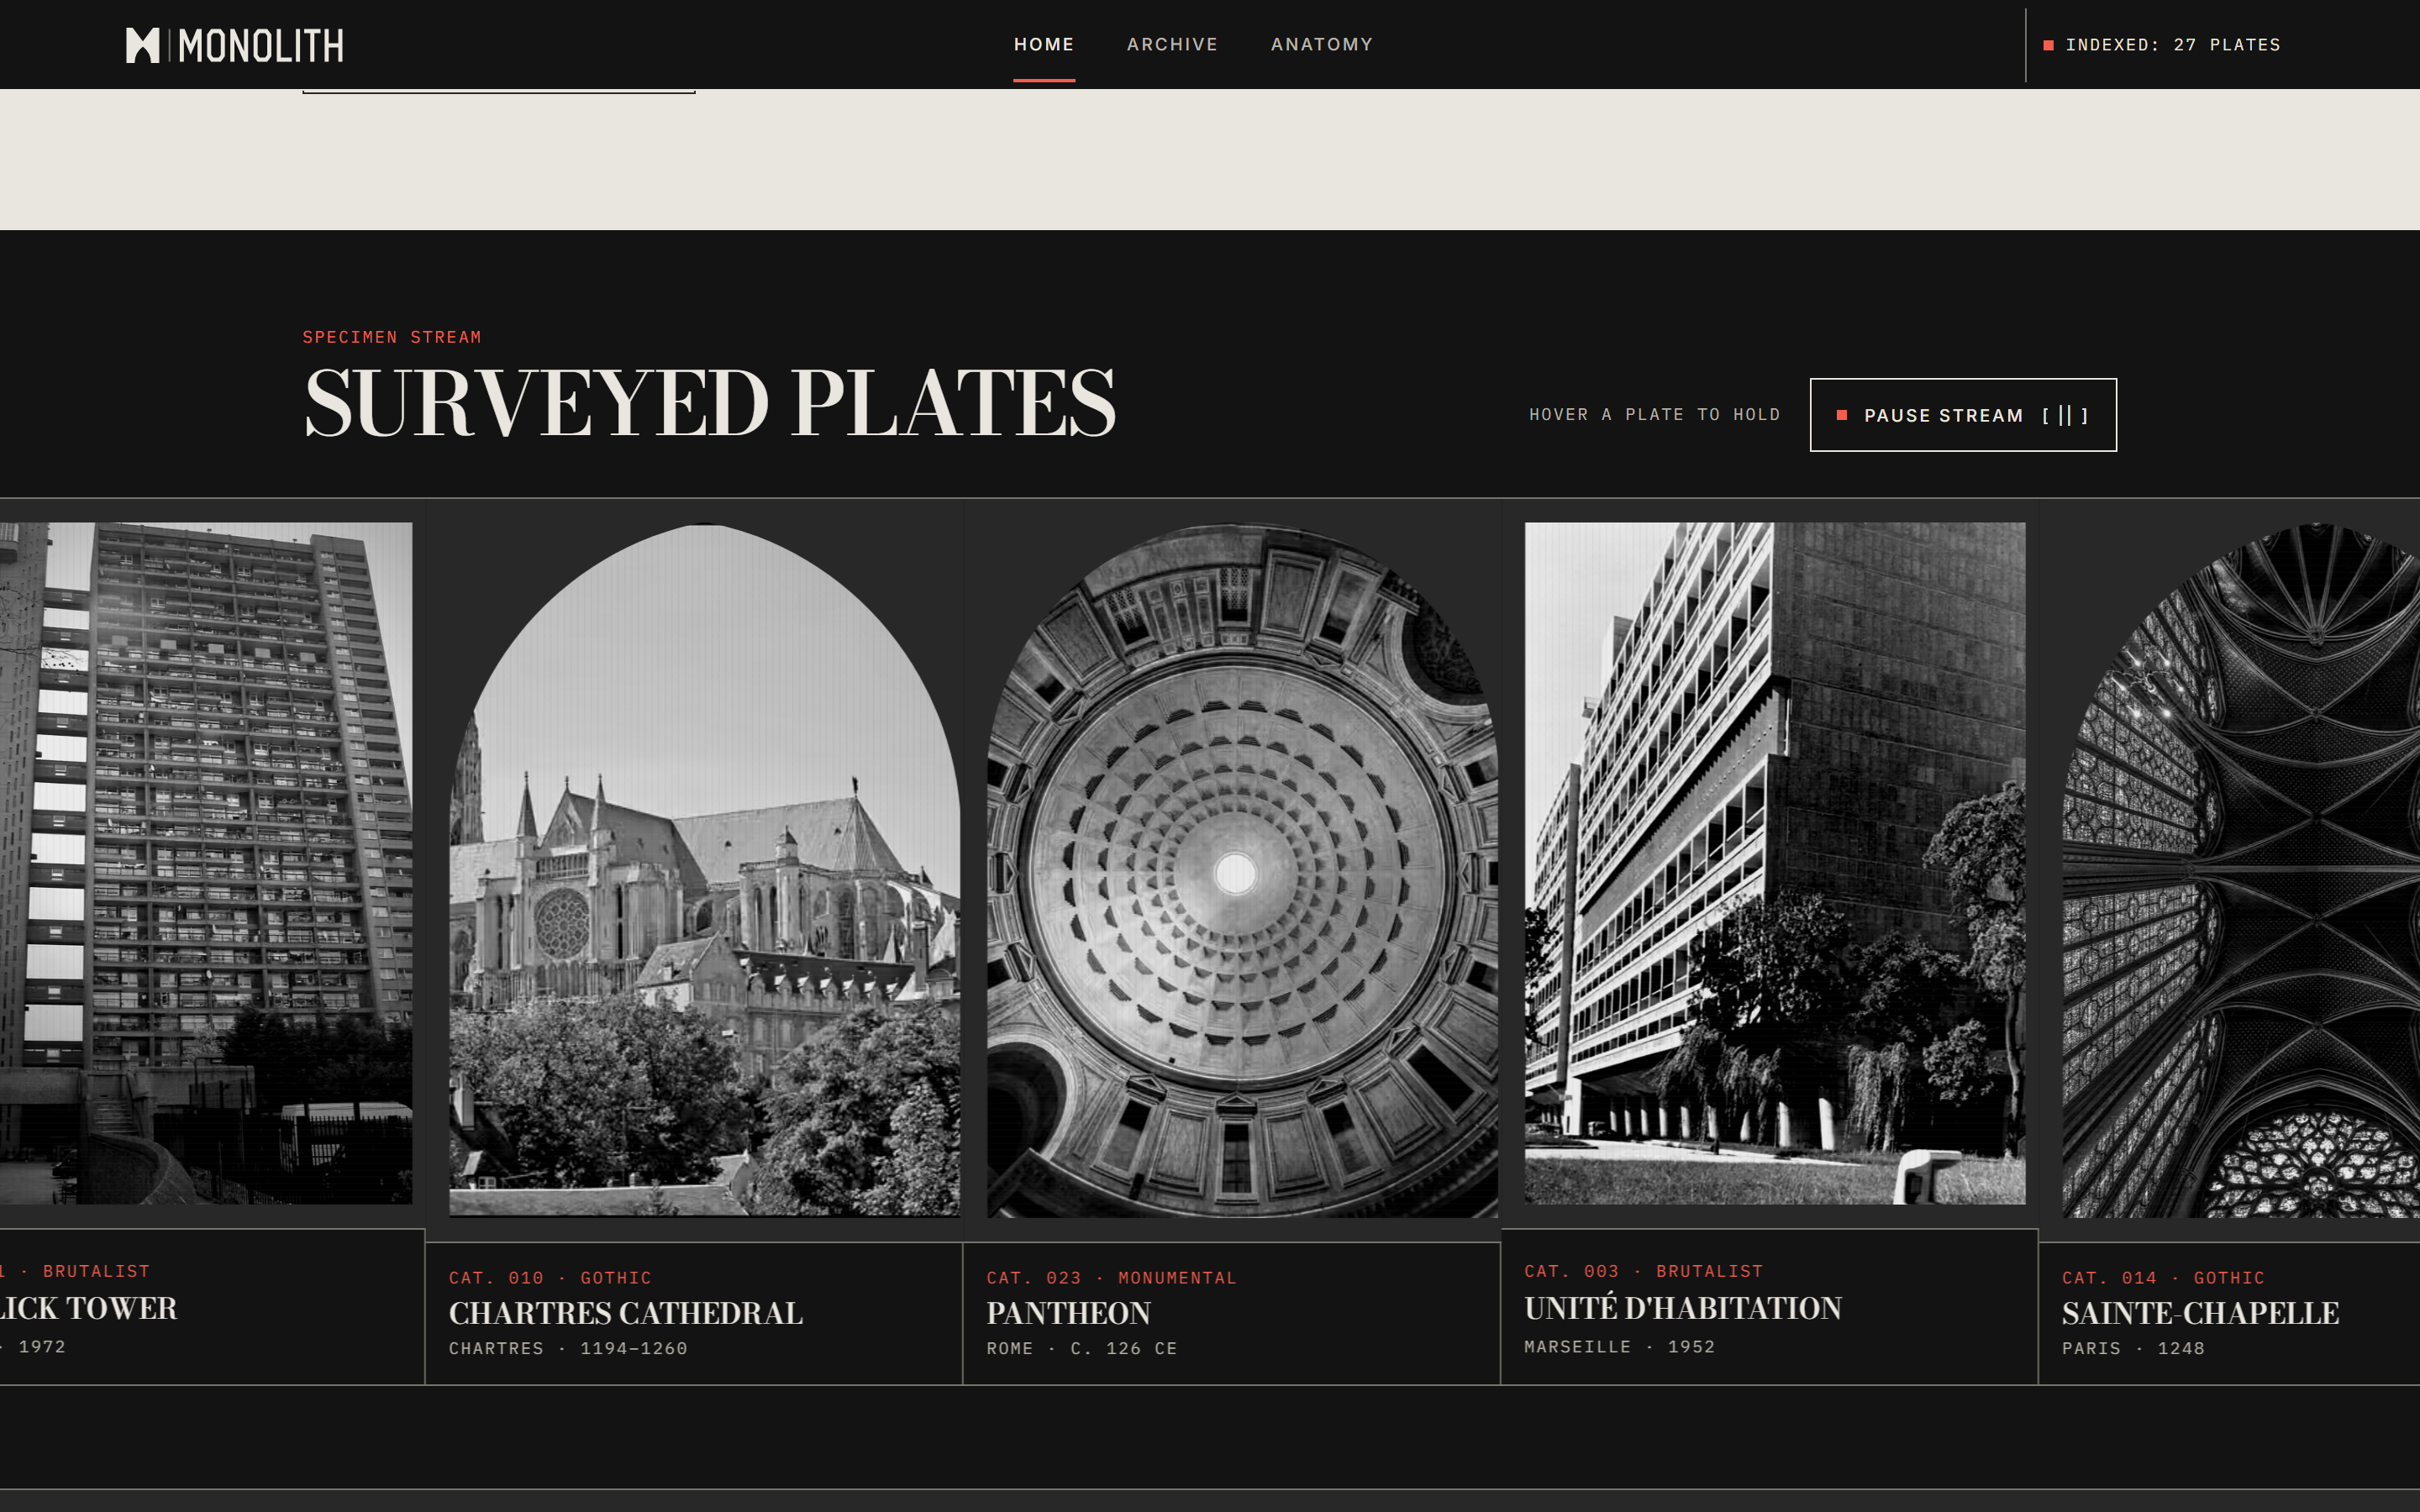 MONOLITH
HOME
ARCHIVE
ANATOMY
INDEXED: 27 PLATES
SPECIMEN STREAM
SURVEYED PLATES
HOVER A PLATE TO HOLD
PAUSE STREAM [ || ]
· BRUTALIST
LICK TOWER
· 1972
CAT. 010 · GOTHIC
CHARTRES CATHEDRAL
CHARTRES · 1194–1260
CAT. 023 · MONUMENTAL
PANTHEON
ROME · C. 126 CE
CAT. 003 · BRUTALIST
UNITÉ D'HABITATION
MARSEILLE · 1952
CAT. 014 · GOTHIC
SAINTE-CHAPELLE
PARIS · 1248